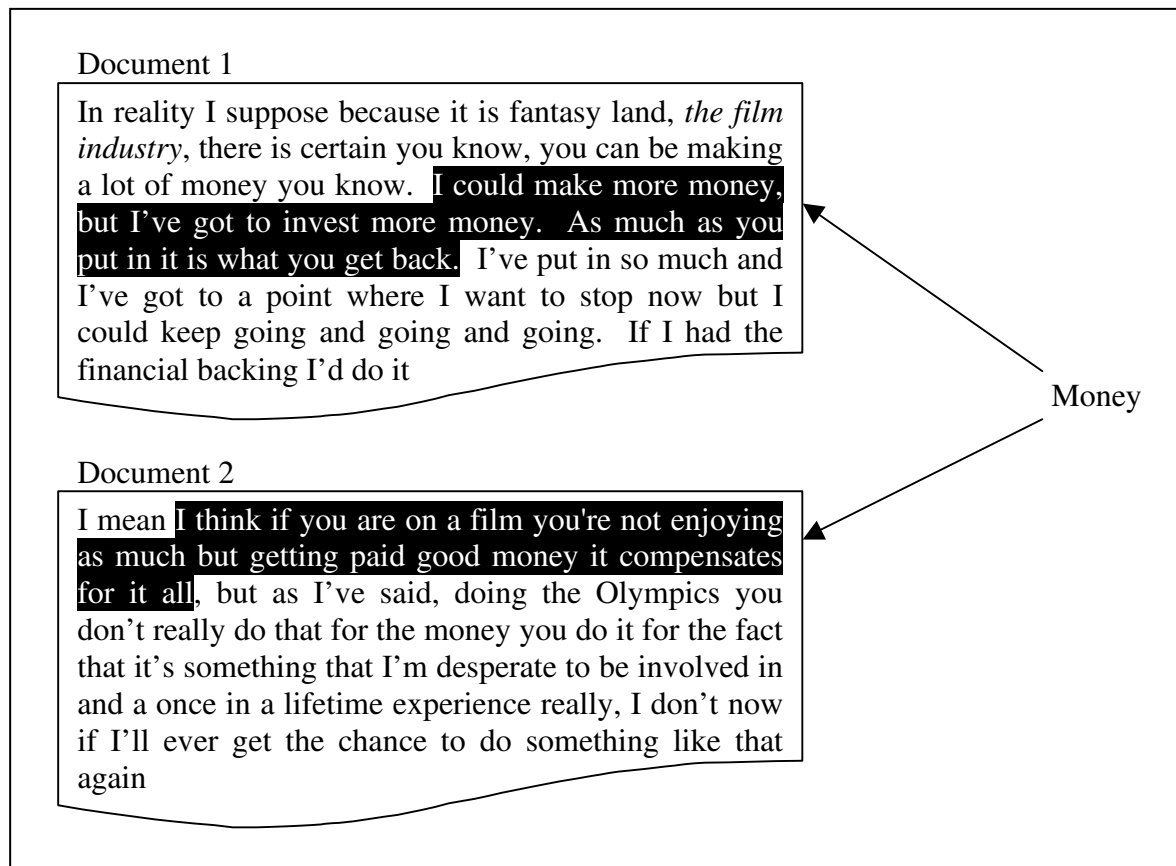 Document 1
In reality I suppose because it is fantasy land, the film
industry, there is certain you know, you can be making
a lot of money you know.  I could make more money,
but I’ve got to invest more money.  As much as you
put in it is what you get back.  I’ve put in so much and
I’ve got to a point where I want to stop now but I
could keep going and going and going.  If I had the
financial backing I’d do it
Money
Document 2
I mean I think if you are on a film you're not enjoying
as much but getting paid good money it compensates
for it all, but as I’ve said, doing the Olympics you
don’t really do that for the money you do it for the fact
that it’s something that I’m desperate to be involved in
and a once in a lifetime experience really, I don’t now
if I’ll ever get the chance to do something like that
again